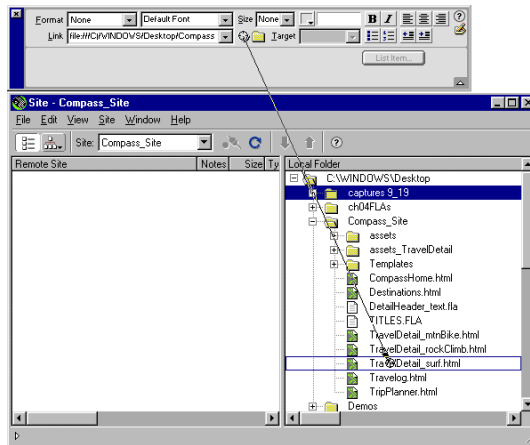 Format None Default Font Size None B I
Link file:///C|/WINDOWS/Desktop/Compass Target
List Item...
Site - Compass_Site
File Edit View Site Window Help
Site: Compass_Site
Remote Site Notes Size Ty Local Folder
C:\WINDOWS\Desktop
captures 9_19
ch04FLAs
Compass_Site
assets
assets_TravelDetail
Templates
CompassHome.html
Destinations.html
DetailHeader_text.fla
TITLES.FLA
TravelDetail_mtnBike.html
TravelDetail_rockClimb.html
TravelDetail_surf.html
Travelog.html
TripPlanner.html
Demos